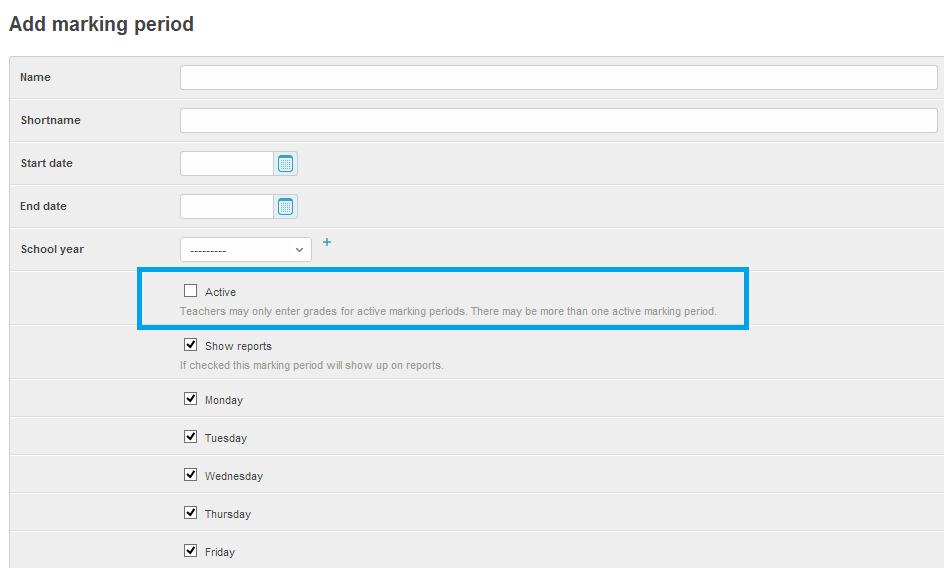 Add marking period
Name
Shortname
Start date
End date
School year
---------
+
Active
Teachers may only enter grades for active marking periods. There may be more than one active marking period.
Show reports
If checked this marking period will show up on reports.
Monday
Tuesday
Wednesday
Thursday
Friday